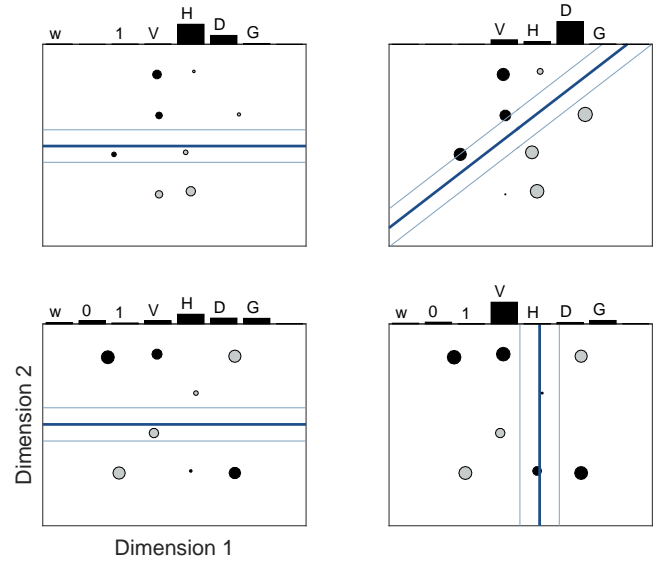 w 1 V H D G
V H D G
w 0 1 V H D G
w 0 1 V H D G
Dimension 2
Dimension 1